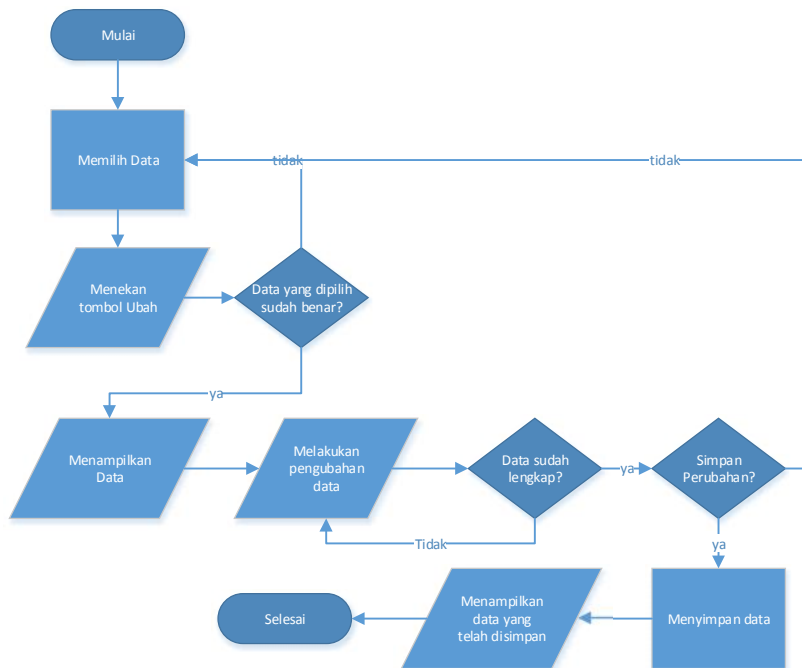 Mulai
Memilih Data
tidak
tidak
Menekan
tombol Ubah
Data yang dipilih
sudah benar?
ya
Menampilkan
Data
Melakukan
pengubahan
data
Data sudah
lengkap?
ya
Simpan
Perubahan?
Tidak
ya
Selesai
Menampilkan
data yang
telah disimpan
Menyimpan data